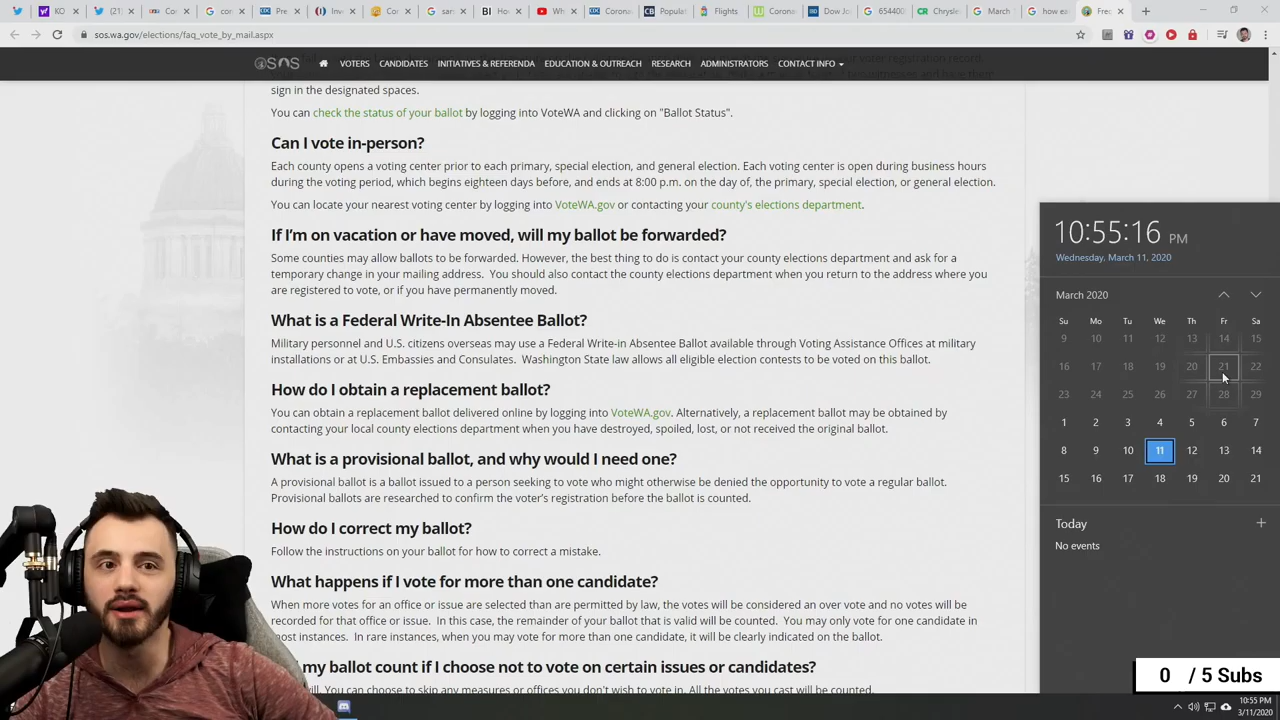 KO
(21
Co
cor
Pre
Inv
Co
sar
Ho
Wh
Coron
Populat
Flights
Coron
Dow Jo
6544001
Chrysle
March
how ea
Fre
sos.wa.gov/elections/faq_vote_by_mail.aspx
SOS VOTERS CANDIDATES INITIATIVES & REFERENDA EDUCATION & OUTREACH RESEARCH ADMINISTRATORS CONTACT INFO
sign in the designated spaces.
You can check the status of your ballot by logging into VoteWA and clicking on "Ballot Status".
Can I vote in-person?
Each county opens a voting center prior to each primary, special election, and general election. Each voting center is open during business hours
during the voting period, which begins eighteen days before, and ends at 8:00 p.m. on the day of, the primary, special election, or general election.
You can locate your nearest voting center by logging into VoteWA.gov or contacting your county's elections department.
If I'm on vacation or have moved, will my ballot be forwarded?
Some counties may allow ballots to be forwarded. However, the best thing to do is contact your county elections department and ask for a
temporary change in your mailing address. You should also contact the county elections department when you return to the address where you
are registered to vote, or if you have permanently moved.
What is a Federal Write-In Absentee Ballot?
Military personnel and U.S. citizens overseas may use a Federal Write-in Absentee Ballot available through Voting Assistance Offices at military
installations or at U.S. Embassies and Consulates. Washington State law allows all eligible election contests to be voted on this ballot.
How do I obtain a replacement ballot?
You can obtain a replacement ballot delivered online by logging into VoteWA.gov. Alternatively, a replacement ballot may be obtained by
contacting your local county elections department when you have destroyed, spoiled, lost, or not received the original ballot.
What is a provisional ballot, and why would I need one?
A provisional ballot is a ballot issued to a person seeking to vote who might otherwise be denied the opportunity to vote a regular ballot.
Provisional ballots are researched to confirm the voter's registration before the ballot is counted.
How do I correct my ballot?
Follow the instructions on your ballot for how to correct a mistake.
What happens if I vote for more than one candidate?
When more votes for an office or issue are selected than are permitted by law, the votes will be considered an over vote and no votes will be
recorded for that office or issue. In this case, the remainder of your ballot that is valid will be counted. You may only vote for one candidate in
most instances. In rare instances, when you may vote for more than one candidate, it will be clearly indicated on the ballot.
my ballot count if I choose not to vote on certain issues or candidates?
will. You can choose to skip any measures or offices you don't wish to vote in. All the votes you cast will be counted.
10:55:16 PM
Wednesday, March 11, 2020
March 2020
Su Mo Tu We Th Fr Sa
9 10 11 12 13 14 15
16 17 18 19 20 21 22
23 24 25 26 27 28 29
1 2 3 4 5 6 7
8 9 10 11 12 13 14
15 16 17 18 19 20 21
Today
No events
0 / 5 Subs
10:55 PM
3/11/2020